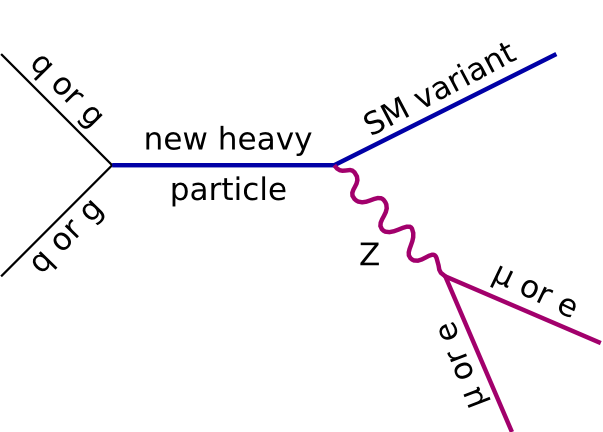 q or g
new heavy
particle
q or g
SM variant
Z
μ or e
μ or e